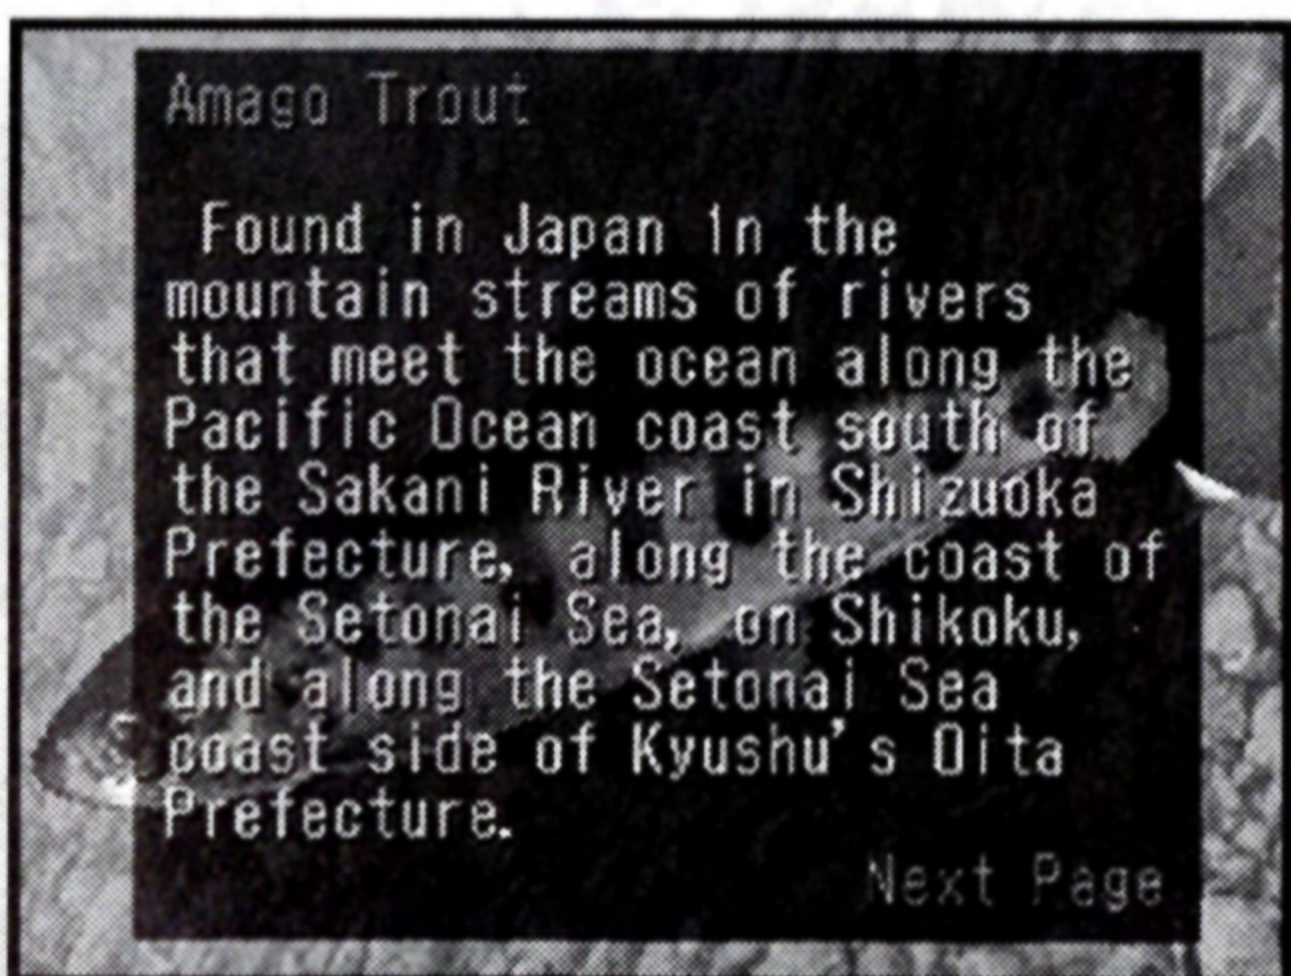 Amago Trout
Found in Japan in the
mountain streams of rivers
that meet the ocean along the
Pacific Ocean coast south of
the Sakani River in Shizuoka
Prefecture, along the coast of
the Setonai Sea, on Shikoku,
and along the Setonai Sea
coast side of Kyushu's Oita
Prefecture.
Next Page